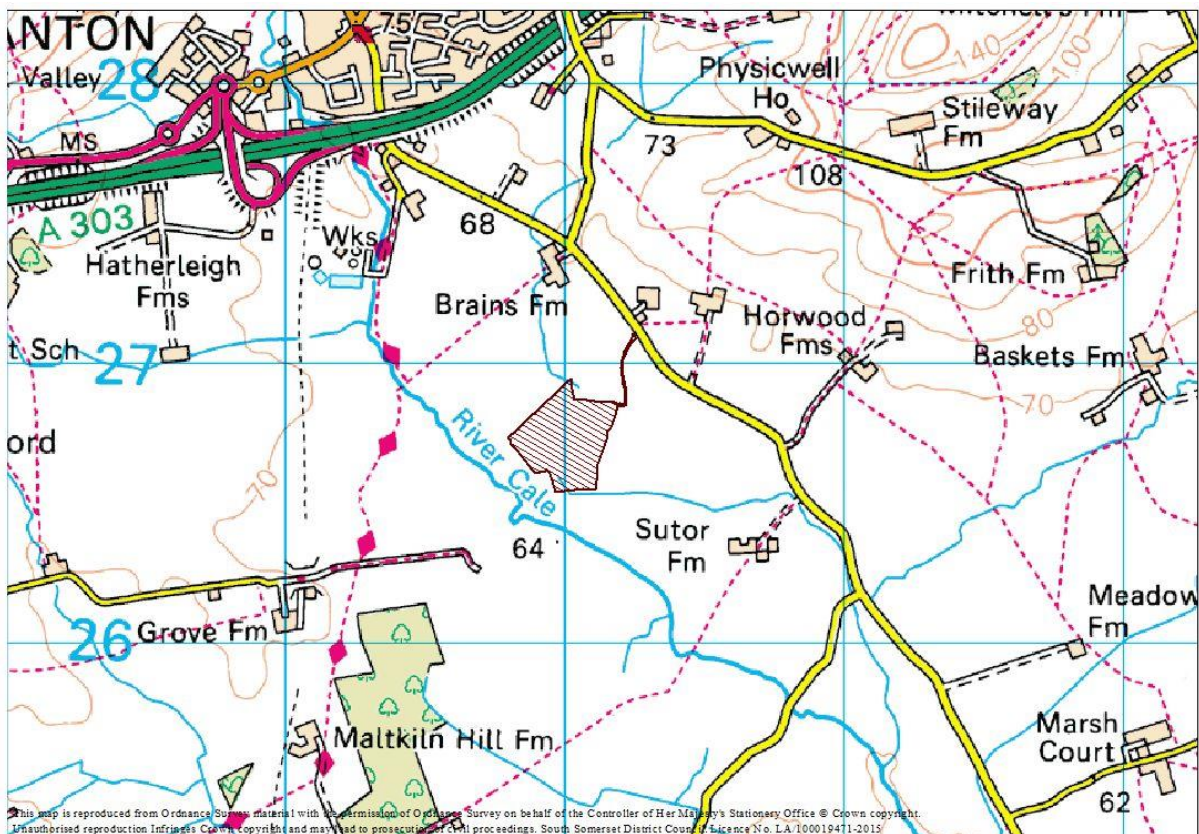 NTON
75
Valley
28
MS
A 303
Hatherleigh
Fms
Wks
68
Brains Fm
Physicwell
Ho
73
108
Stileway
Fm
140
100
Frith Fm
80
Horwood
Fms
Baskets Fm
70
t Sch
27
ord
70
River Cale
64
Sutor
Fm
Meadow
Fm
26
Grove Fm
Maltkiln Hill Fm
Marsh
Court
62
This map is reproduced from Ordnance Survey material with the permission of Ordnance Survey on behalf of the Controller of Her Majesty's Stationery Office © Crown copyright.
Unauthorised reproduction infringes Crown copyright and may lead to prosecution or civil proceedings. South Somerset District Council, Licence No. LA/100019471-2015